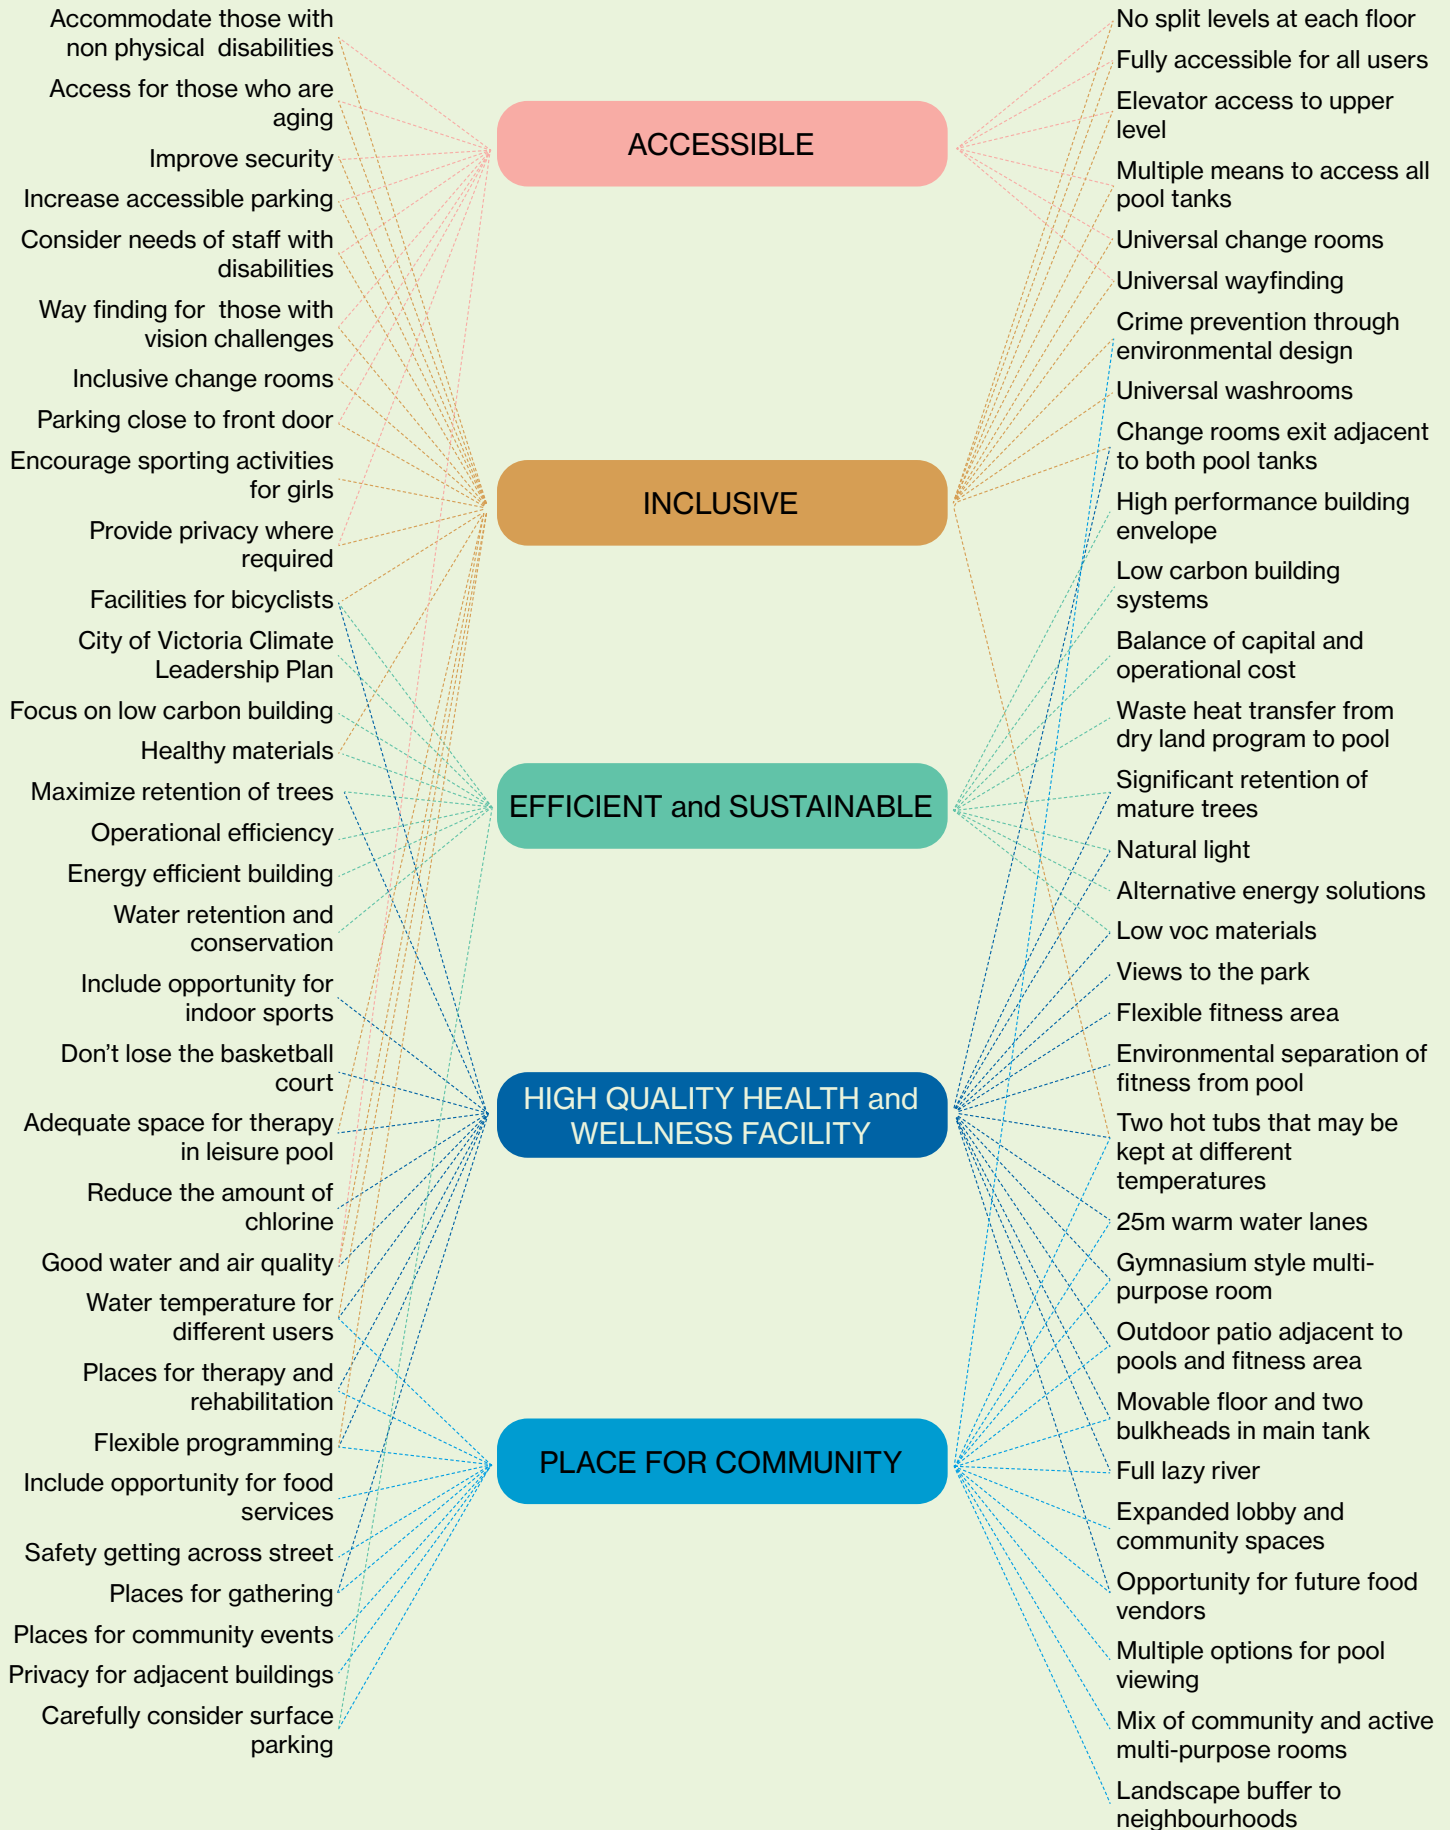 Accommodate those with
non physical  disabilities
Access for those who are
aging
Improve security
Increase accessible parking
Consider needs of staff with
disabilities
Way finding for  those with
vision challenges
Inclusive change rooms
Parking close to front door
Encourage sporting activities
for girls
Provide privacy where
required
Facilities for bicyclists
City of Victoria Climate
Leadership Plan
Focus on low carbon building
Healthy materials
Maximize retention of trees
Operational efficiency
Energy efficient building
Water retention and
conservation
Include opportunity for
indoor sports
Don’t lose the basketball
court
Adequate space for therapy
in leisure pool
Reduce the amount of
chlorine
Good water and air quality
Water temperature for
different users
Places for therapy and
rehabilitation
Flexible programming
Include opportunity for food
services
Safety getting across street
Places for gathering
Places for community events
Privacy for adjacent buildings
Carefully consider surface
parking
ACCESSIBLE
INCLUSIVE
EFFICIENT and SUSTAINABLE
HIGH QUALITY HEALTH and
WELLNESS FACILITY
PLACE FOR COMMUNITY
No split levels at each floor
Fully accessible for all users
Elevator access to upper
level
Multiple means to access all
pool tanks
Universal change rooms
Universal wayfinding
Crime prevention through
environmental design
Universal washrooms
Change rooms exit adjacent
to both pool tanks
High performance building
envelope
Low carbon building
systems
Balance of capital and
operational cost
Waste heat transfer from
dry land program to pool
Significant retention of
mature trees
Natural light
Alternative energy solutions
Low voc materials
Views to the park
Flexible fitness area
Environmental separation of
fitness from pool
Two hot tubs that may be
kept at different
temperatures
25m warm water lanes
Gymnasium style multi-
purpose room
Outdoor patio adjacent to
pools and fitness area
Movable floor and two
bulkheads in main tank
Full lazy river
Expanded lobby and
community spaces
Opportunity for future food
vendors
Multiple options for pool
viewing
Mix of community and active
multi-purpose rooms
Landscape buffer to
neighbourhoods